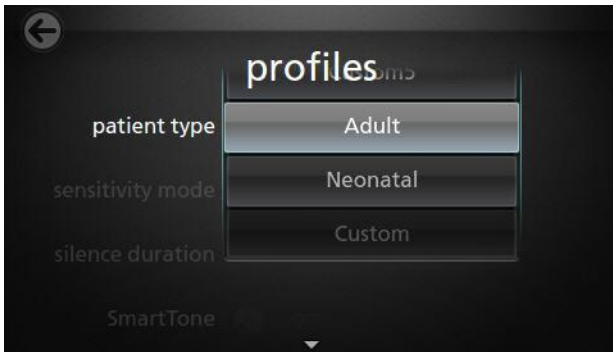 profiles
patient type
Adult
sensitivity mode
Neonatal
Custom
silence duration
SmartTone